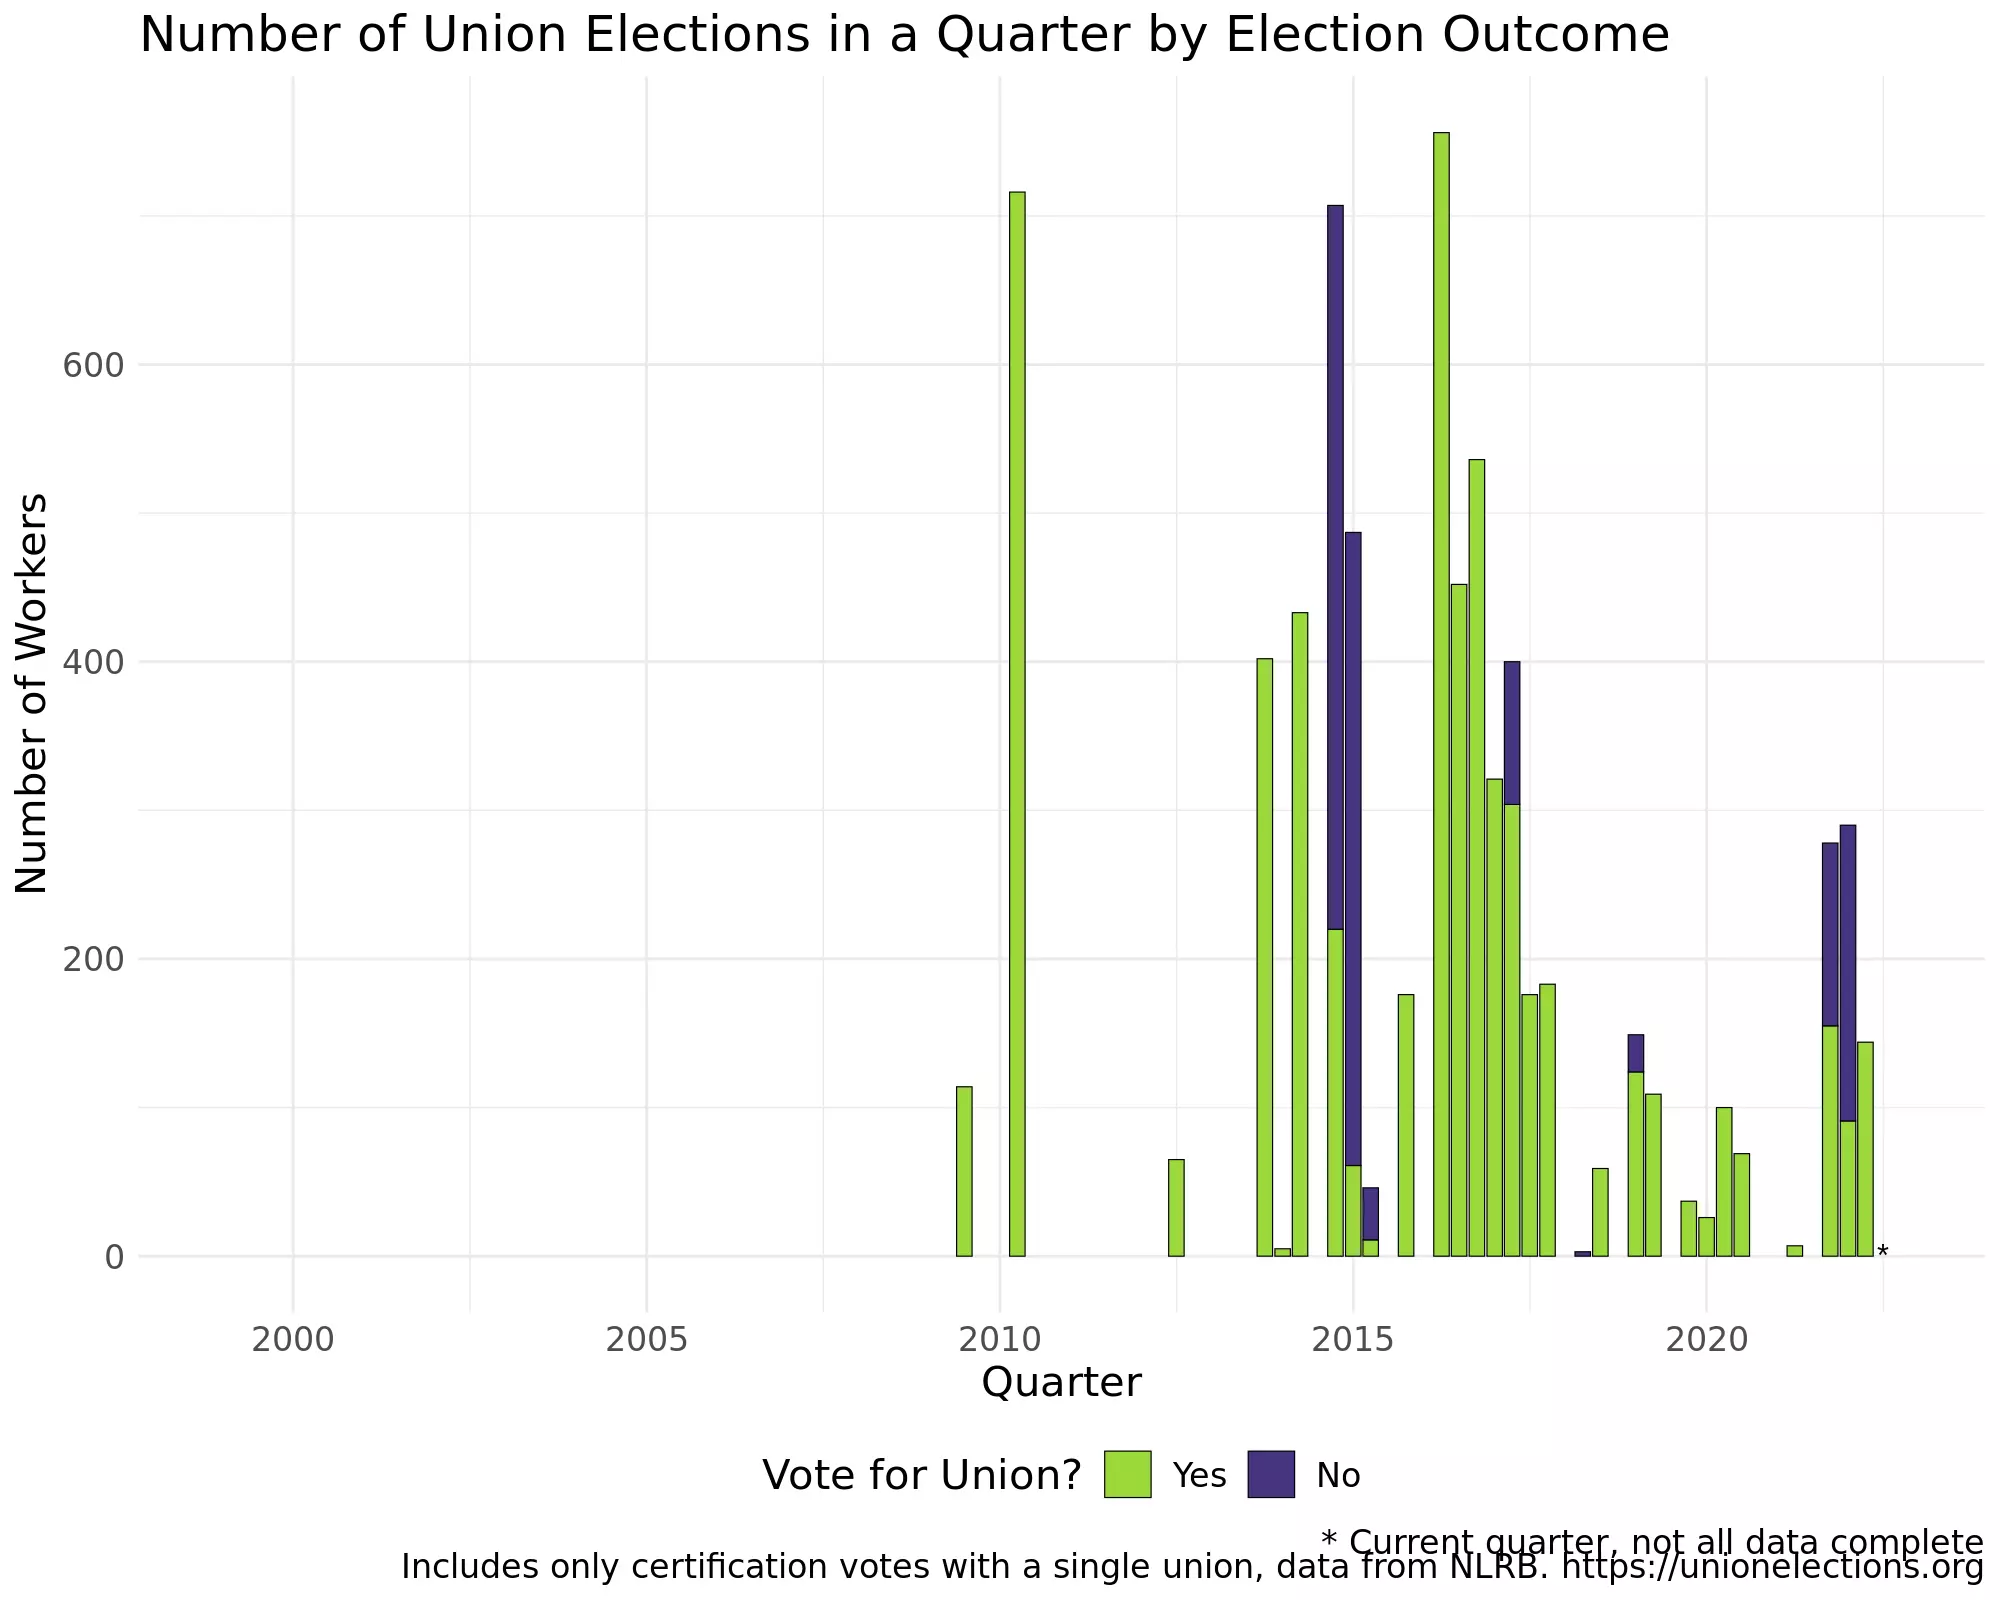 Number of Union Elections in a Quarter by Election Outcome
Number of Workers
600
400
200
0
*
2000 2005 2010 2015 2020
Quarter
Vote for Union? Yes No
* Current quarter, not all data complete
Includes only certification votes with a single union, data from NLRB. https://unionelections.org